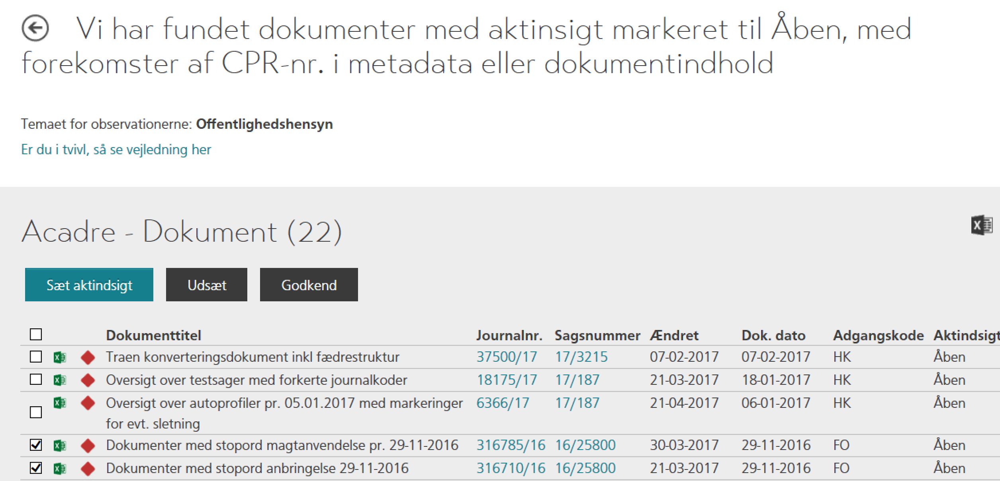 Vi har fundet dokumenter med aktinsigt markeret til Åben, med
forekomster af CPR-nr. i metadata eller dokumentindhold
Temaet for observationerne: Offentlighedshensyn
Er du i tvivl, så se vejledning her
Acadre - Dokument (22)
Sæt aktindsigt Udsæt Godkend
Dokumenttitel Journalnr. Sagsnummer Ændret Dok. dato Adgangskode Aktindsigt
Traen konverteringsdokument inkl fædrestruktur 37500/17 17/3215 07-02-2017 07-02-2017 HK Åben
Oversigt over testsager med forkerte journalkoder 18175/17 17/187 21-03-2017 18-01-2017 HK Åben
Oversigt over autoprofiler pr. 05.01.2017 med markeringer 6366/17 17/187 21-04-2017 06-01-2017 HK Åben
for evt. sletning
Dokumenter med stopord magtanvendelse pr. 29-11-2016 316785/16 16/25800 30-03-2017 29-11-2016 FO Åben
Dokumenter med stopord anbringelse 29-11-2016 316710/16 16/25800 21-03-2017 29-11-2016 FO Åben